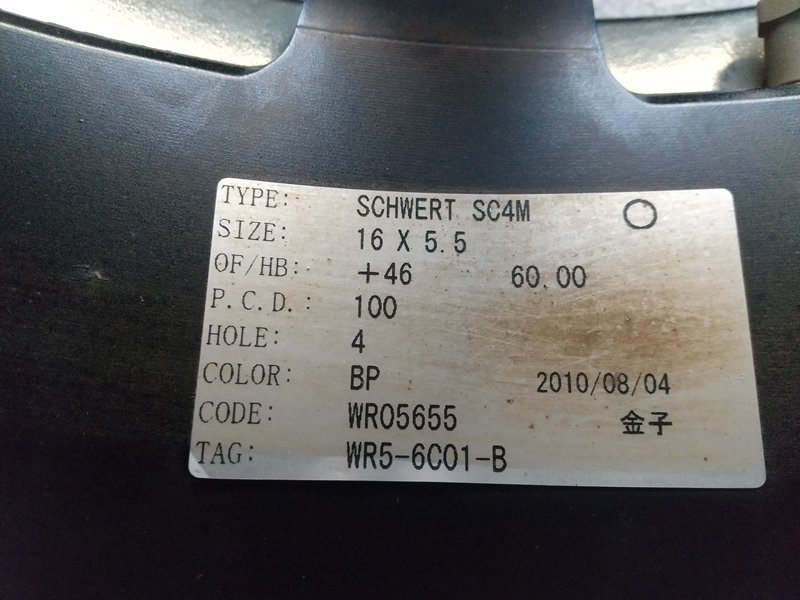 TYPE: SCHWERT SC4M ○
SIZE: 16 X 5.5
OF/HB: +46 60.00
P.C.D.: 100
HOLE: 4
COLOR: BP 2010/08/04
CODE: WR05655 金子
TAG: WR5-6C01-B